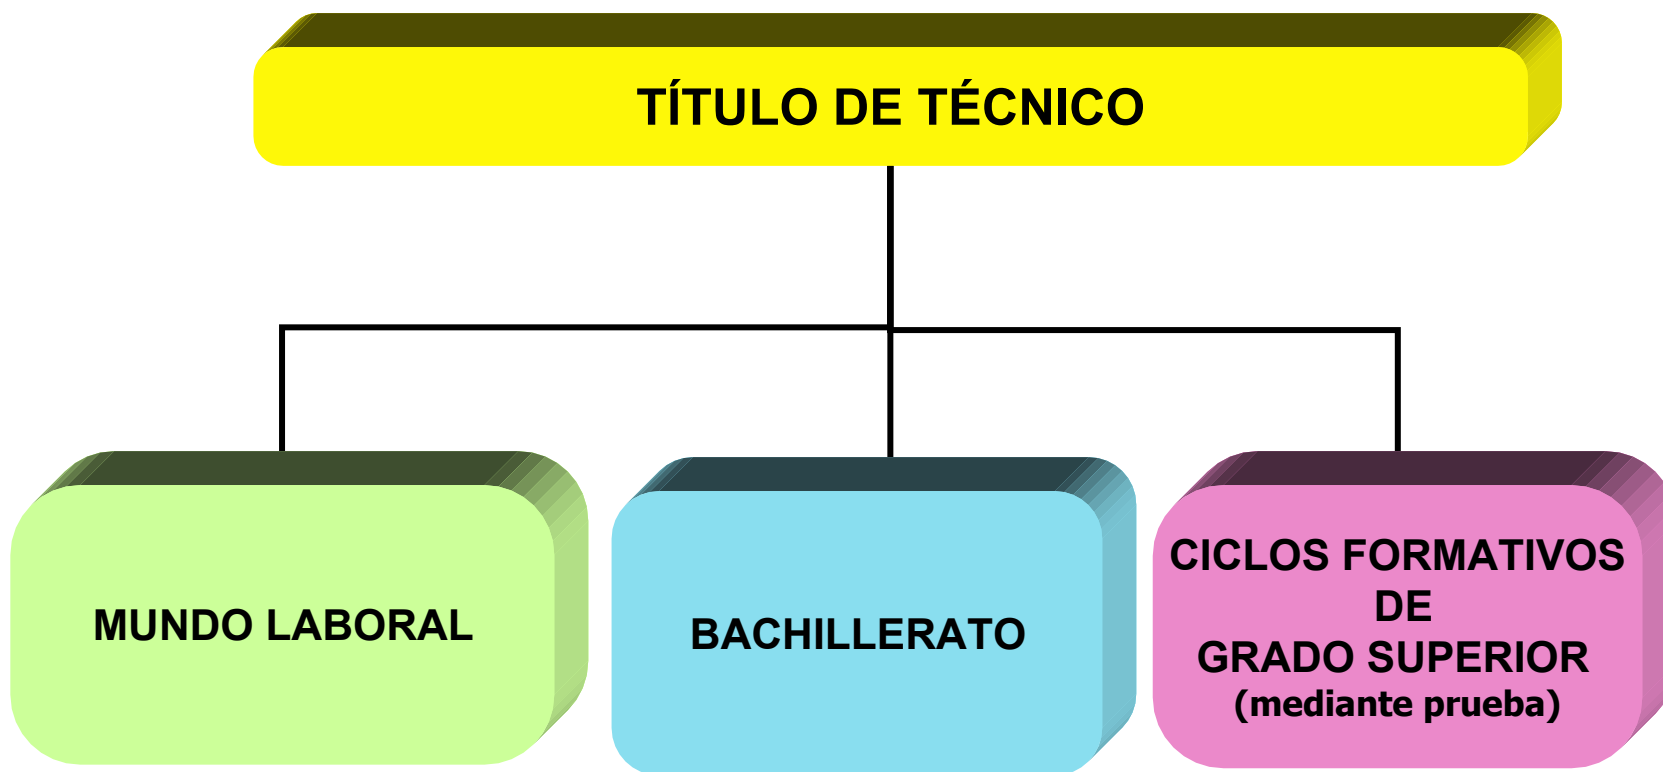 TÍTULO DE TÉCNICO
MUNDO LABORAL
BACHILLERATO
CICLOS FORMATIVOS
DE
GRADO SUPERIOR
(mediante prueba)